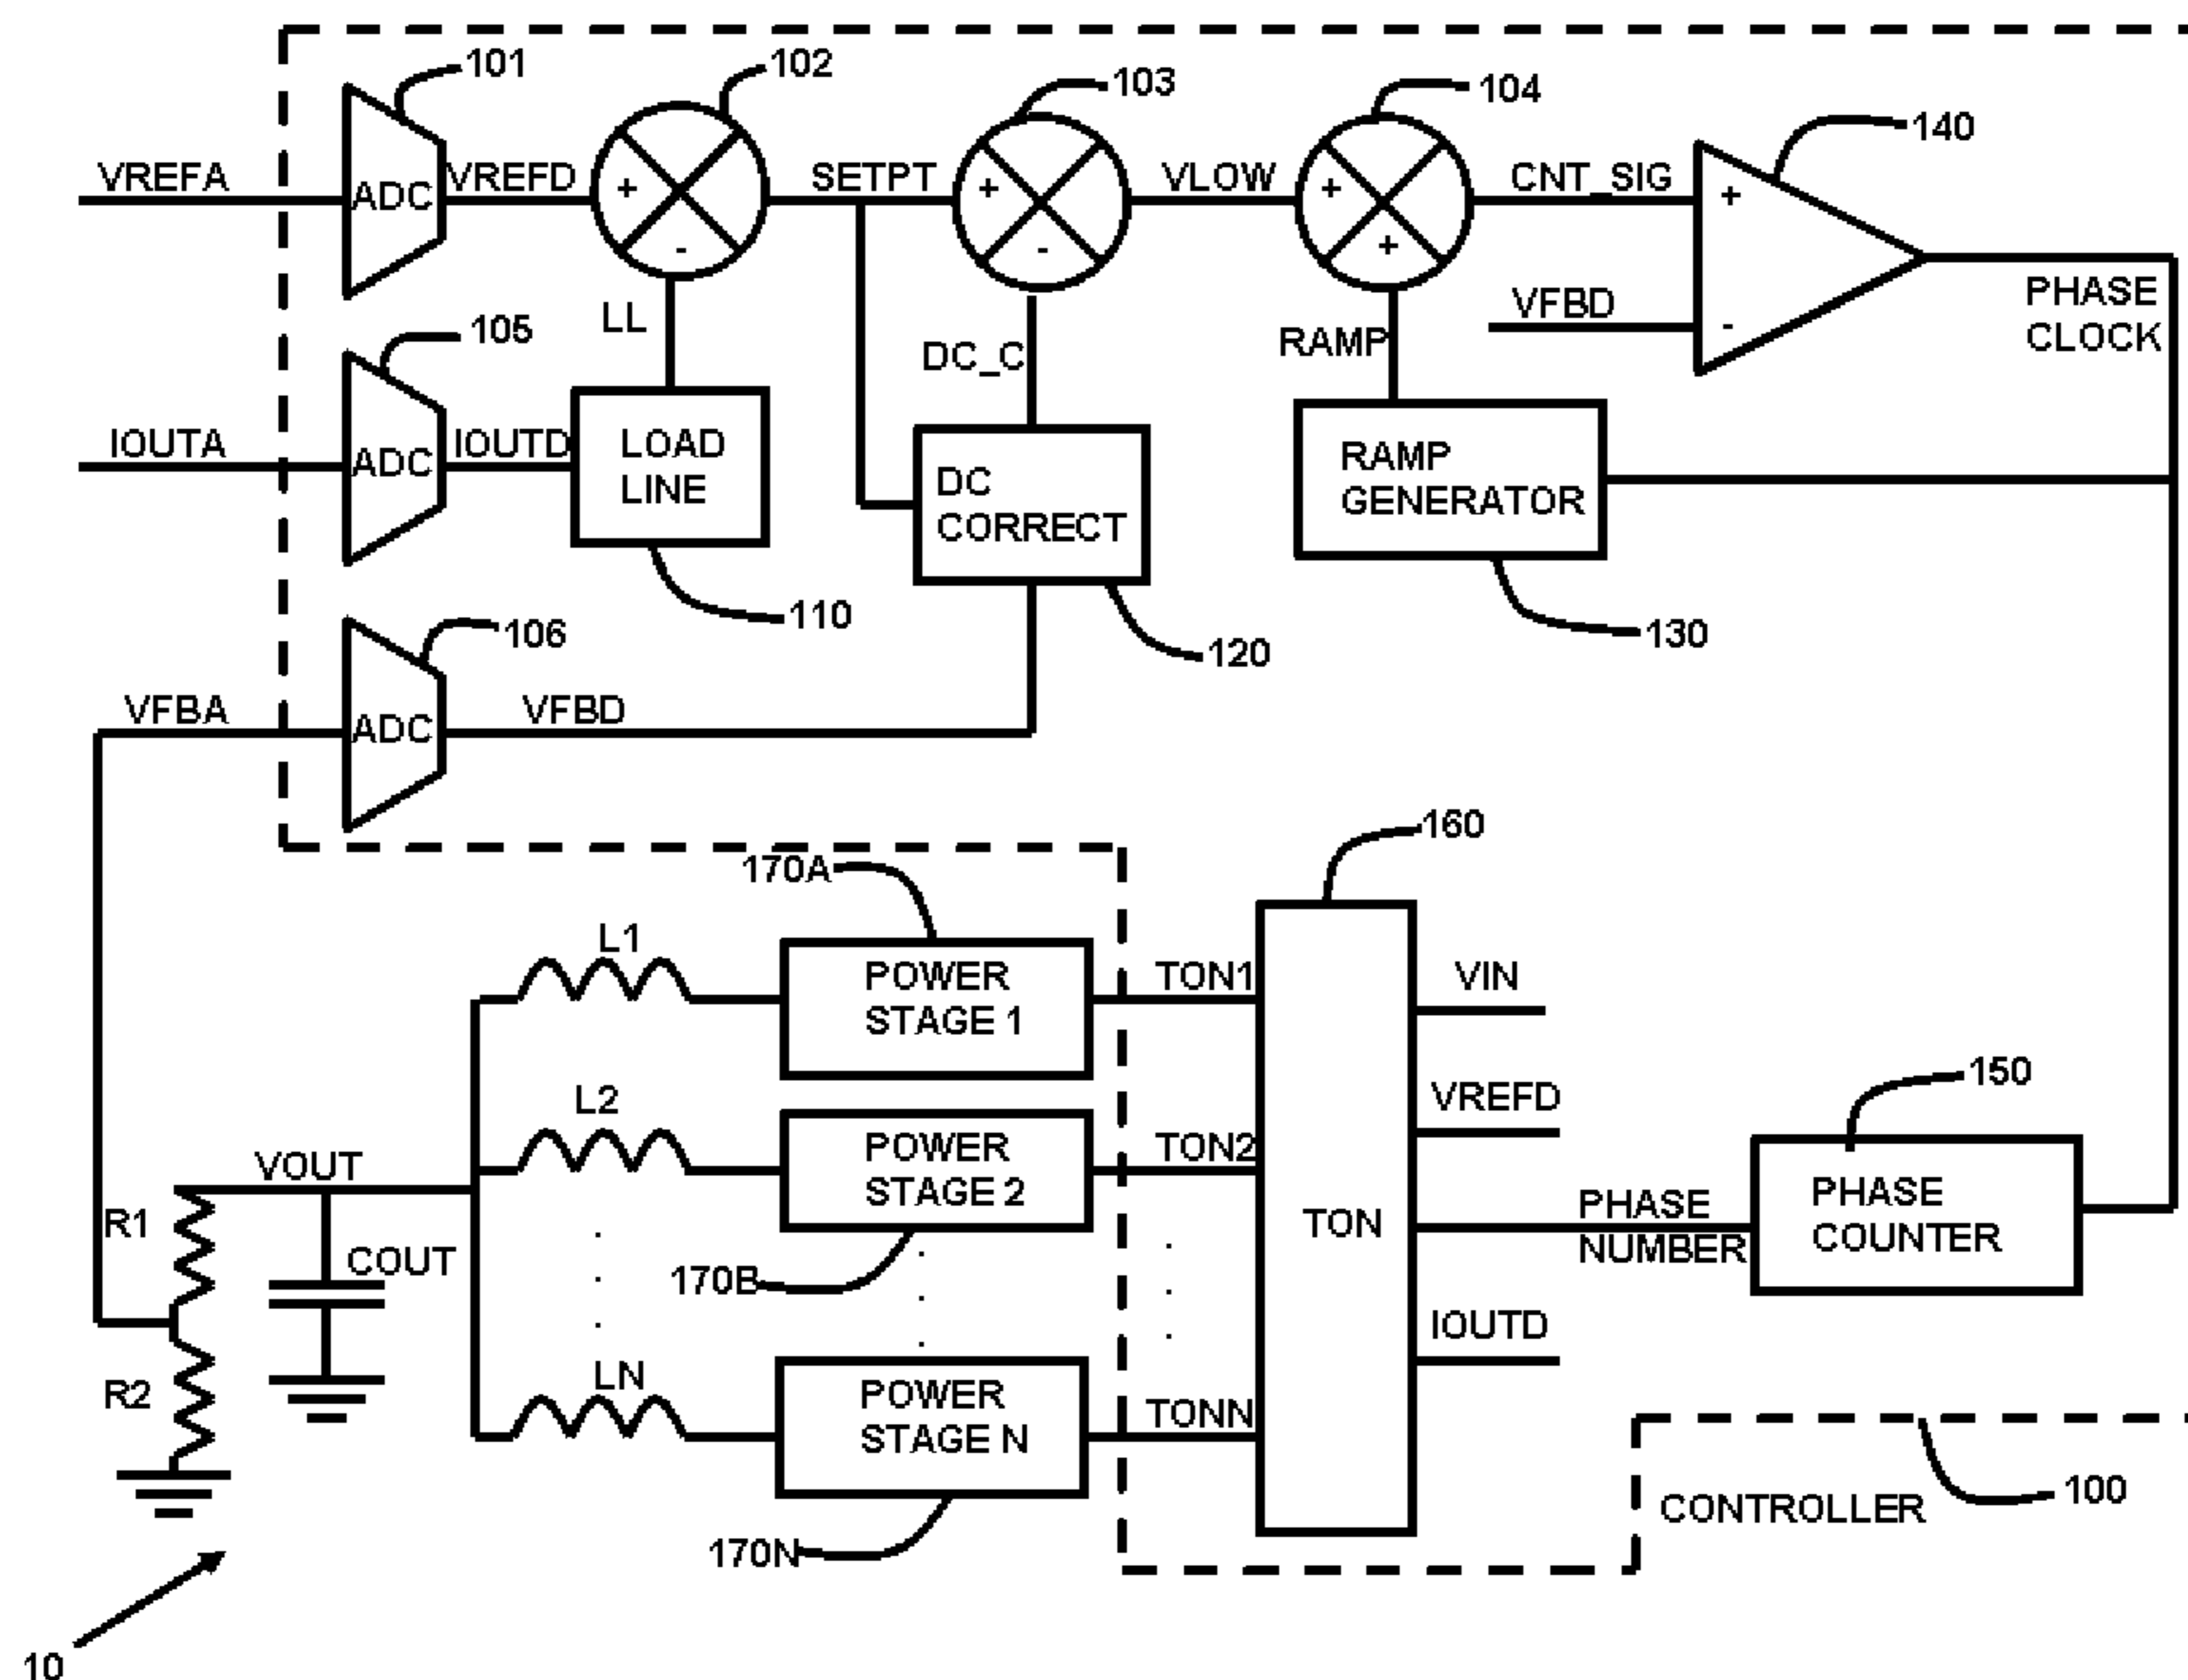 101
102
103
104
140
VREFA
ADC
VREFD
+
-
SETPT
+
-
VLOW
+
+
CNT_SIG
+
-
VFBD
PHASE
CLOCK
LL
DC_C
RAMP
105
IOUTA
ADC
IOUTD
LOAD
LINE
DC
CORRECT
RAMP
GENERATOR
110
120
130
106
VFBA
ADC
VFBD
160
170A
L1
POWER
STAGE 1
TON1
VIN
L2
POWER
STAGE 2
TON2
VREFD
150
VOUT
R1
COUT
170B
.
.
.
.
.
.
.
.
.
TON
PHASE
NUMBER
PHASE
COUNTER
IOUTD
R2
LN
POWER
STAGE N
TONN
170N
CONTROLLER
100
10